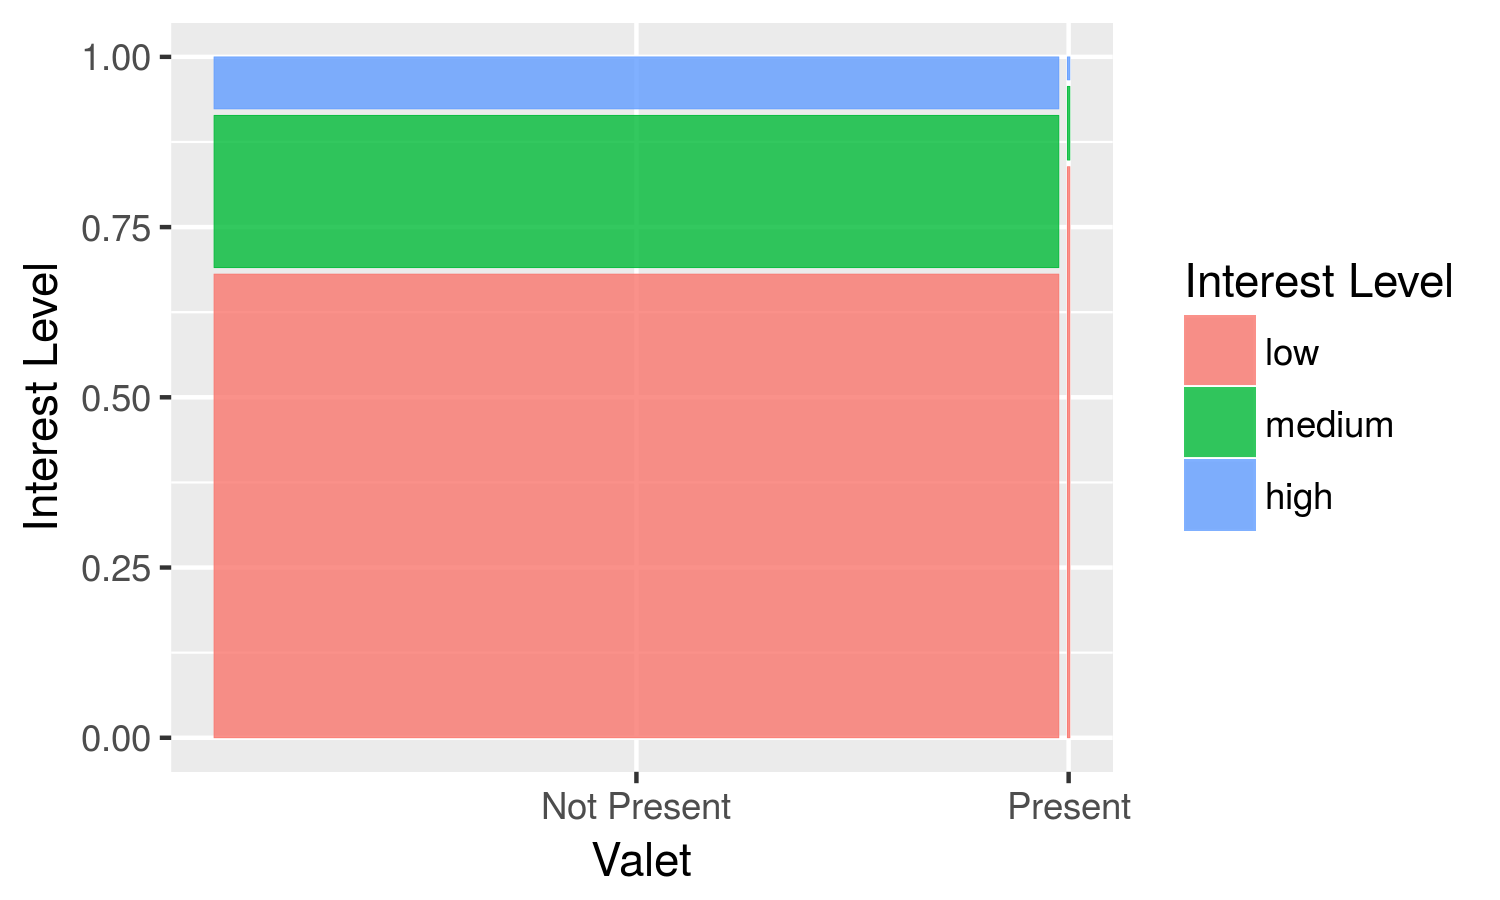 1.00
0.75
0.50
0.25
0.00
Interest Level
Not Present
Present
Valet
Interest Level
low
medium
high